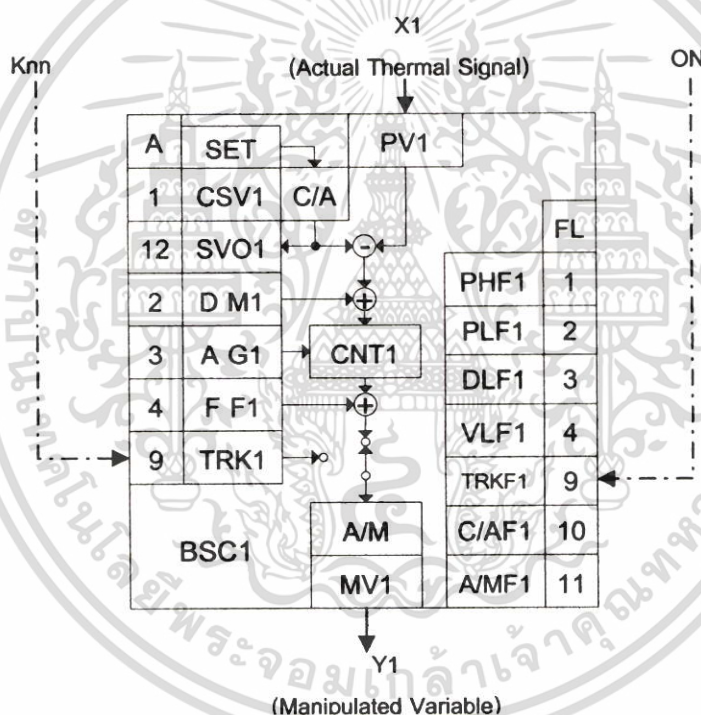 X1
Knn
ON
(Actual Thermal Signal)
A SET PV1
1 CSV1 C/A
FL
12 SVO1 -
PHF1 1
2 D M1 +
PLF1 2
3 A G1 CNT1
DLF1 3
4 F F1 +
VLF1 4
9 TRK1
TRKF1 9
A/M C/AF1 10
BSC1
MV1 A/MF1 11
Y1
(Manipulated Variable)